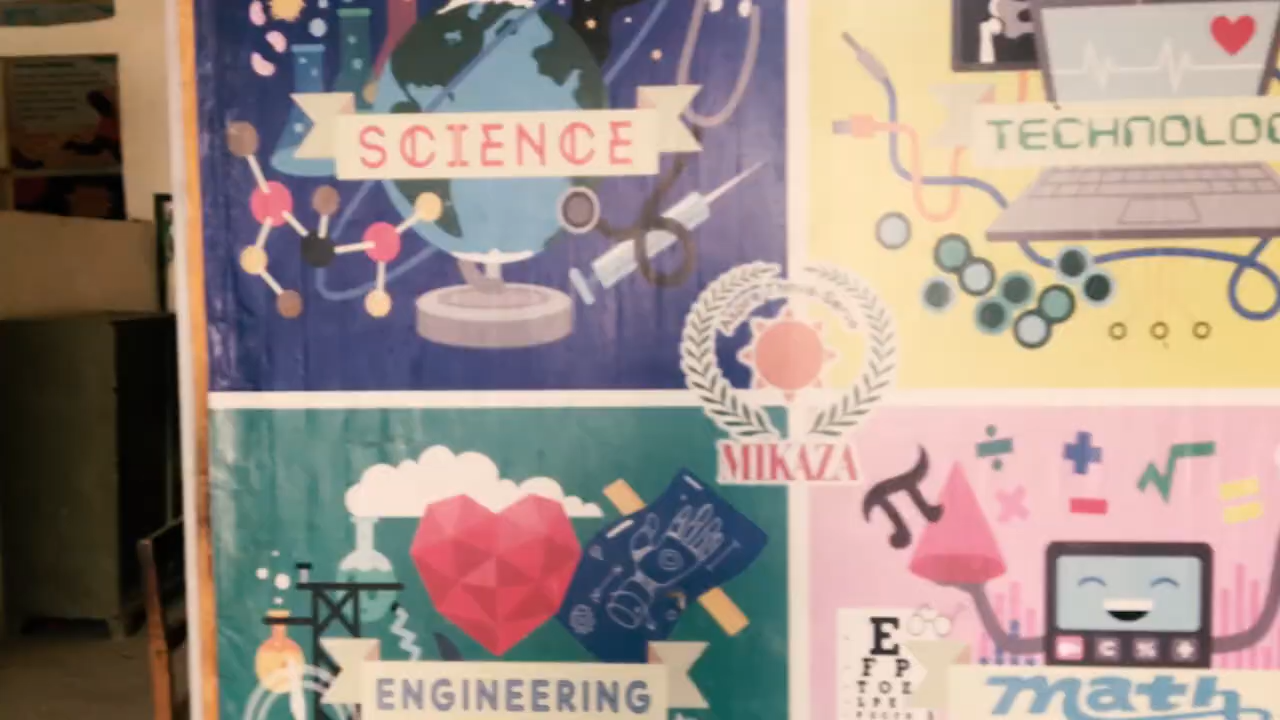 SCIENCE
TECHNOLOG
MIKAZA
ENGINEERING
math
E
F P
T O E
L P E